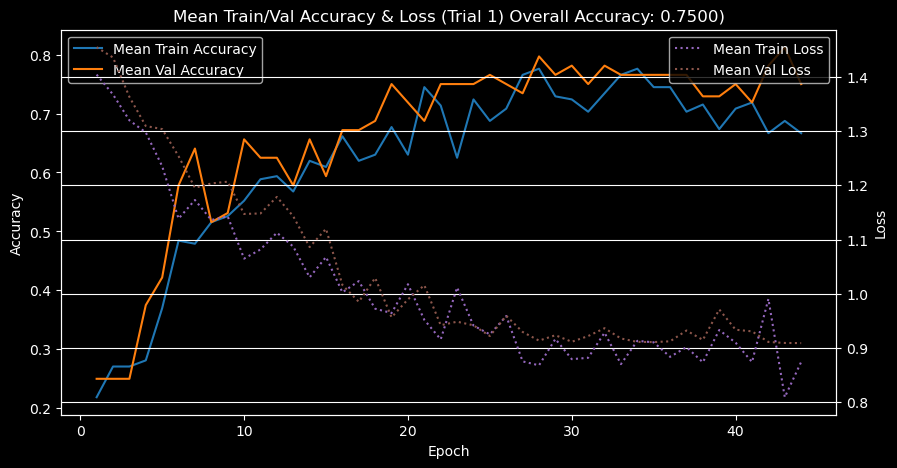 Mean Train/Val Accuracy & Loss (Trial 1) Overall Accuracy: 0.7500)
Mean Train Accuracy
Mean Val Accuracy
Mean Train Loss
Mean Val Loss
Accuracy
0.8
0.7
0.6
0.5
0.4
0.3
0.2
1.4
1.3
1.2
1.1
1.0
0.9
0.8
Loss
0 10 20 30 40
Epoch